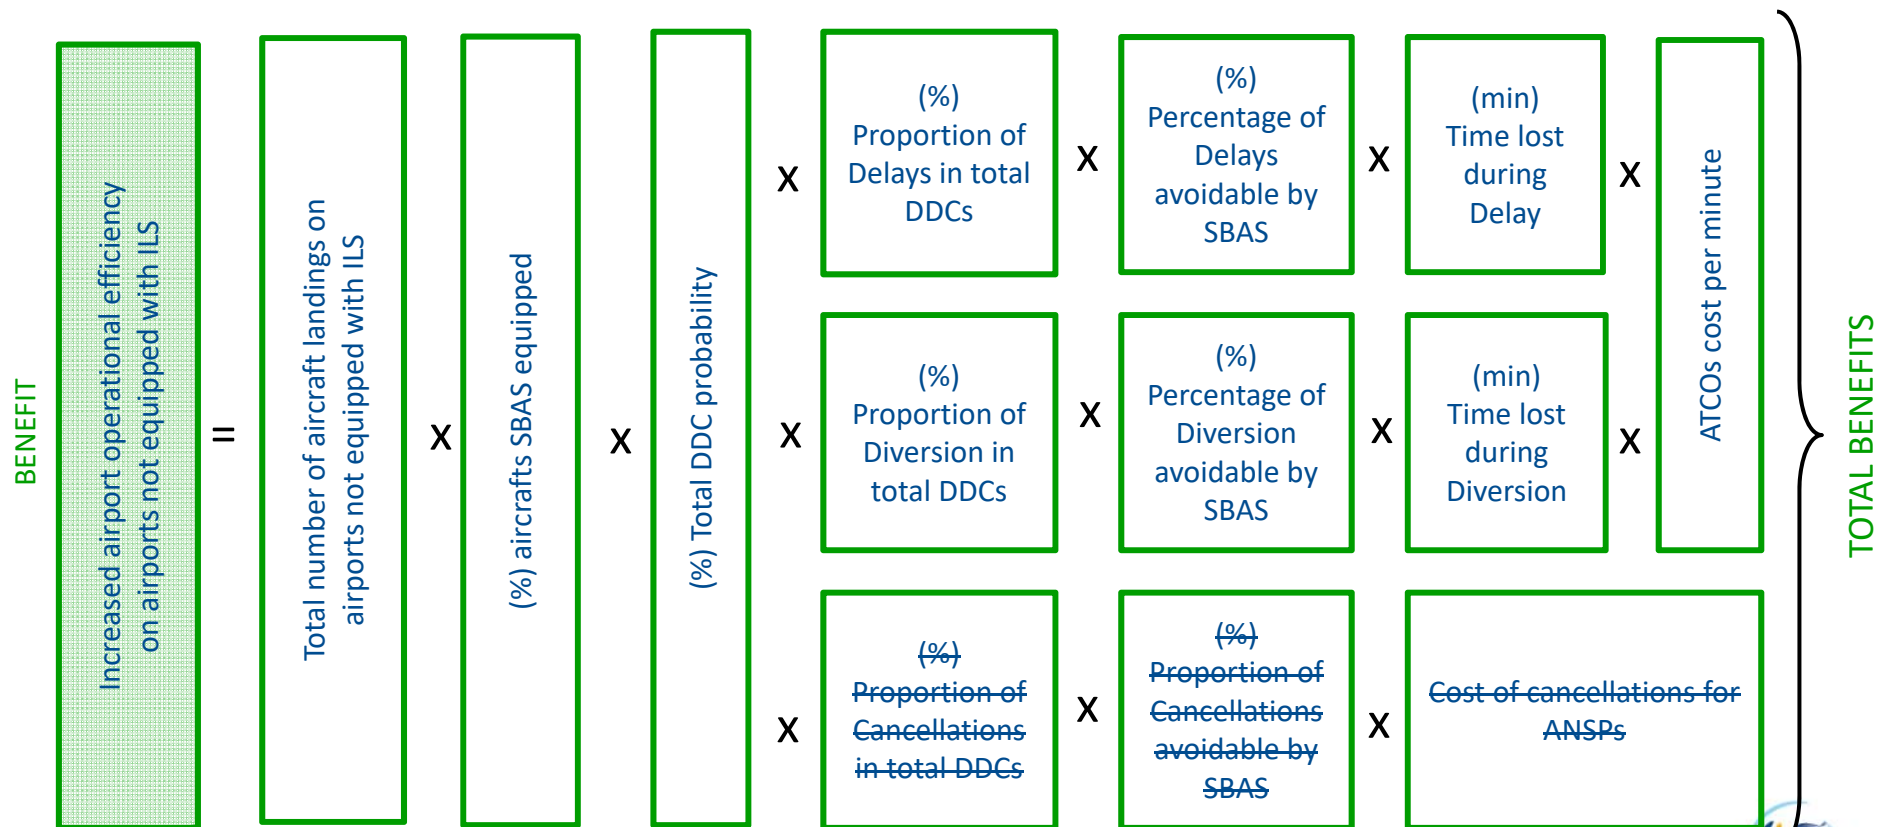 BENEFIT
Increased airport operational efficiency
on airports not equipped with ILS
=
Total number of aircraft landings on
airports not equipped with ILS
X
(%) aircrafts SBAS equipped
X
(%) Total DDC probability
X
(%)
Proportion of
Delays in total
DDCs
X
(%)
Percentage of
Delays
avoidable by
SBAS
X
(min)
Time lost
during
Delay
X
ATCOs cost per minute
X
(%)
Proportion of
Diversion in
total DDCs
X
(%)
Percentage of
Diversion
avoidable by
SBAS
X
(min)
Time lost
during
Diversion
X
X
(%)
Proportion of
Cancellations
in total DDCs
X
(%)
Proportion of
Cancellations
avoidable by
SBAS
X
Cost of cancellations for
ANSPs
TOTAL BENEFITS